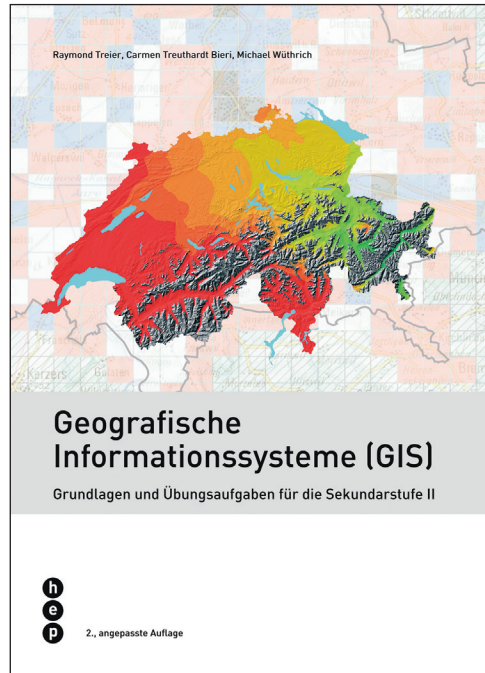 Raymond Treier, Carmen Treuthardt Bieri, Michael Wüthrich
Geografische
Informationssysteme (GIS)
Grundlagen und Übungsaufgaben für die Sekundarstufe II
h
e
p
2., angepasste Auflage